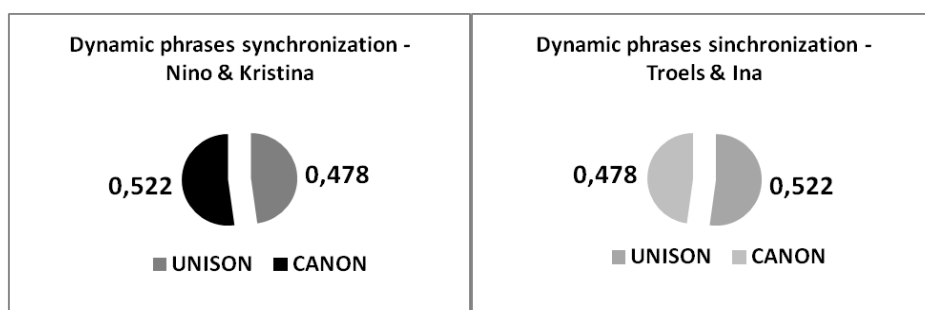 Dynamic phrases synchronization -
Nino & Kristina
0,522
0,478
UNISON
CANON
Dynamic phrases sinchronization -
Troels & Ina
0,478
0,522
UNISON
CANON